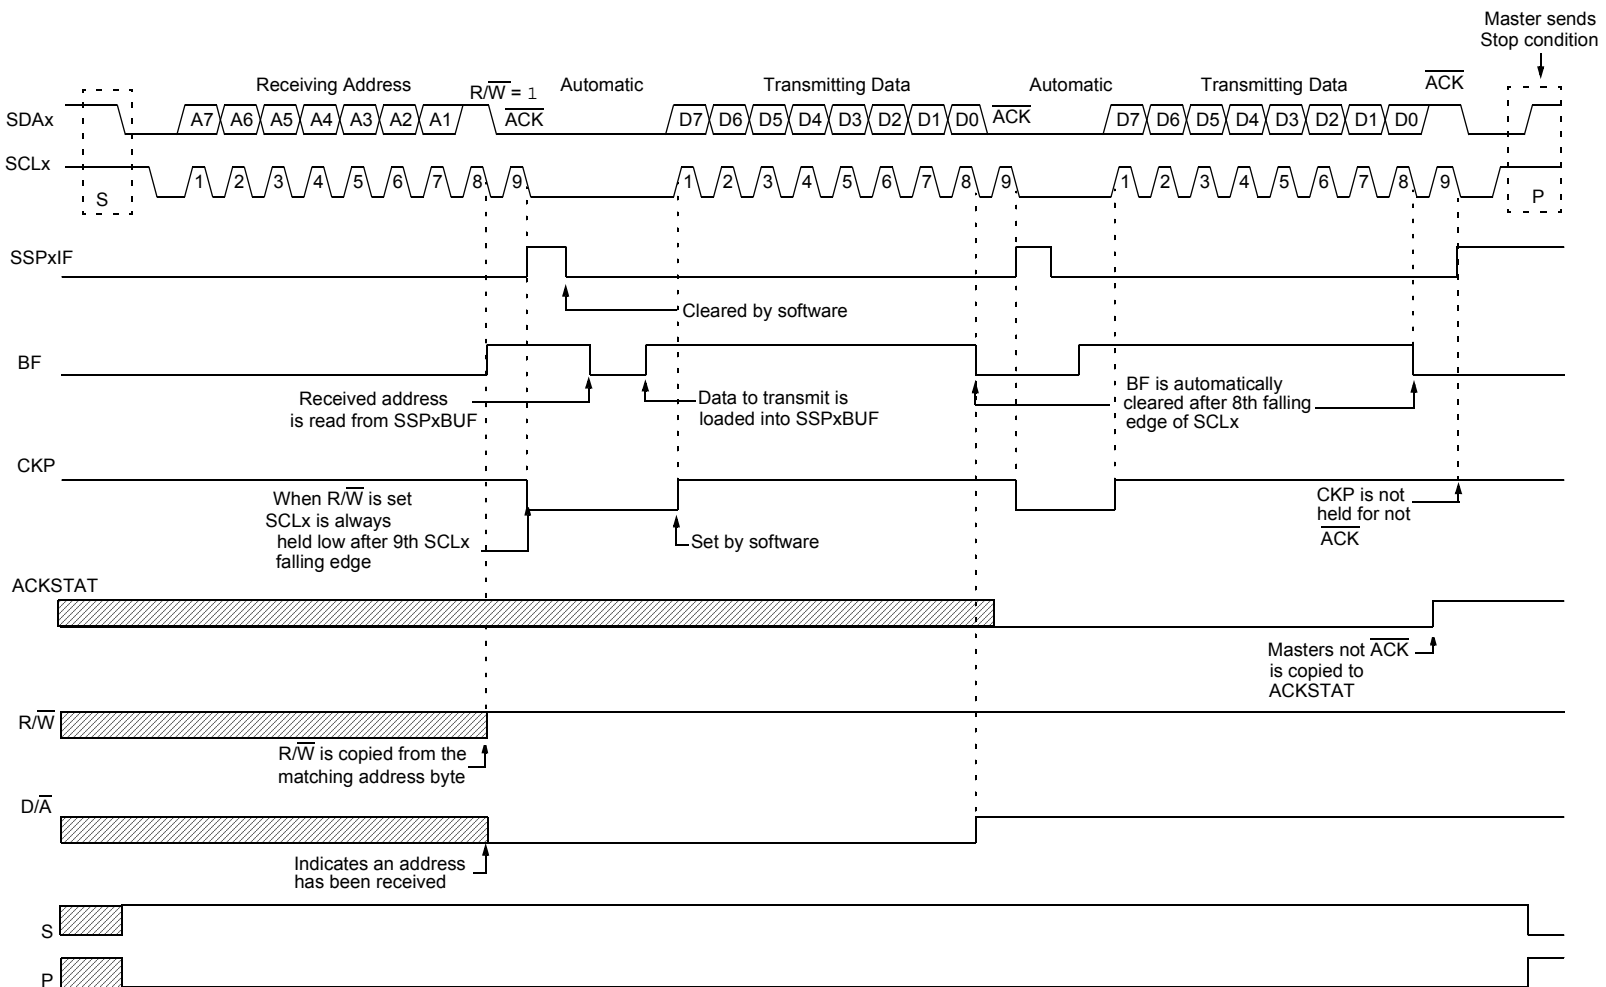 Master sends
Stop condition
Receiving Address
R/W̅ = 1
Automatic
Transmitting Data
Automatic
Transmitting Data
A̅C̅K̅
SDAx
A7 A6 A5 A4 A3 A2 A1
A̅C̅K̅
D7 D6 D5 D4 D3 D2 D1 D0
A̅C̅K̅
D7 D6 D5 D4 D3 D2 D1 D0
SCLx
S
1 2 3 4 5 6 7 8 9
1 2 3 4 5 6 7 8 9
1 2 3 4 5 6 7 8 9
P
SSPxIF
Cleared by software
BF
Received address
is read from SSPxBUF
Data to transmit is
loaded into SSPxBUF
BF is automatically
cleared after 8th falling
edge of SCLx
CKP
When R/W̅ is set
SCLx is always
held low after 9th SCLx
falling edge
Set by software
CKP is not
held for not
A̅C̅K̅
ACKSTAT
Masters not A̅C̅K̅
is copied to
ACKSTAT
R/W̅
R/W̅ is copied from the
matching address byte
D/A̅
Indicates an address
has been received
S
P